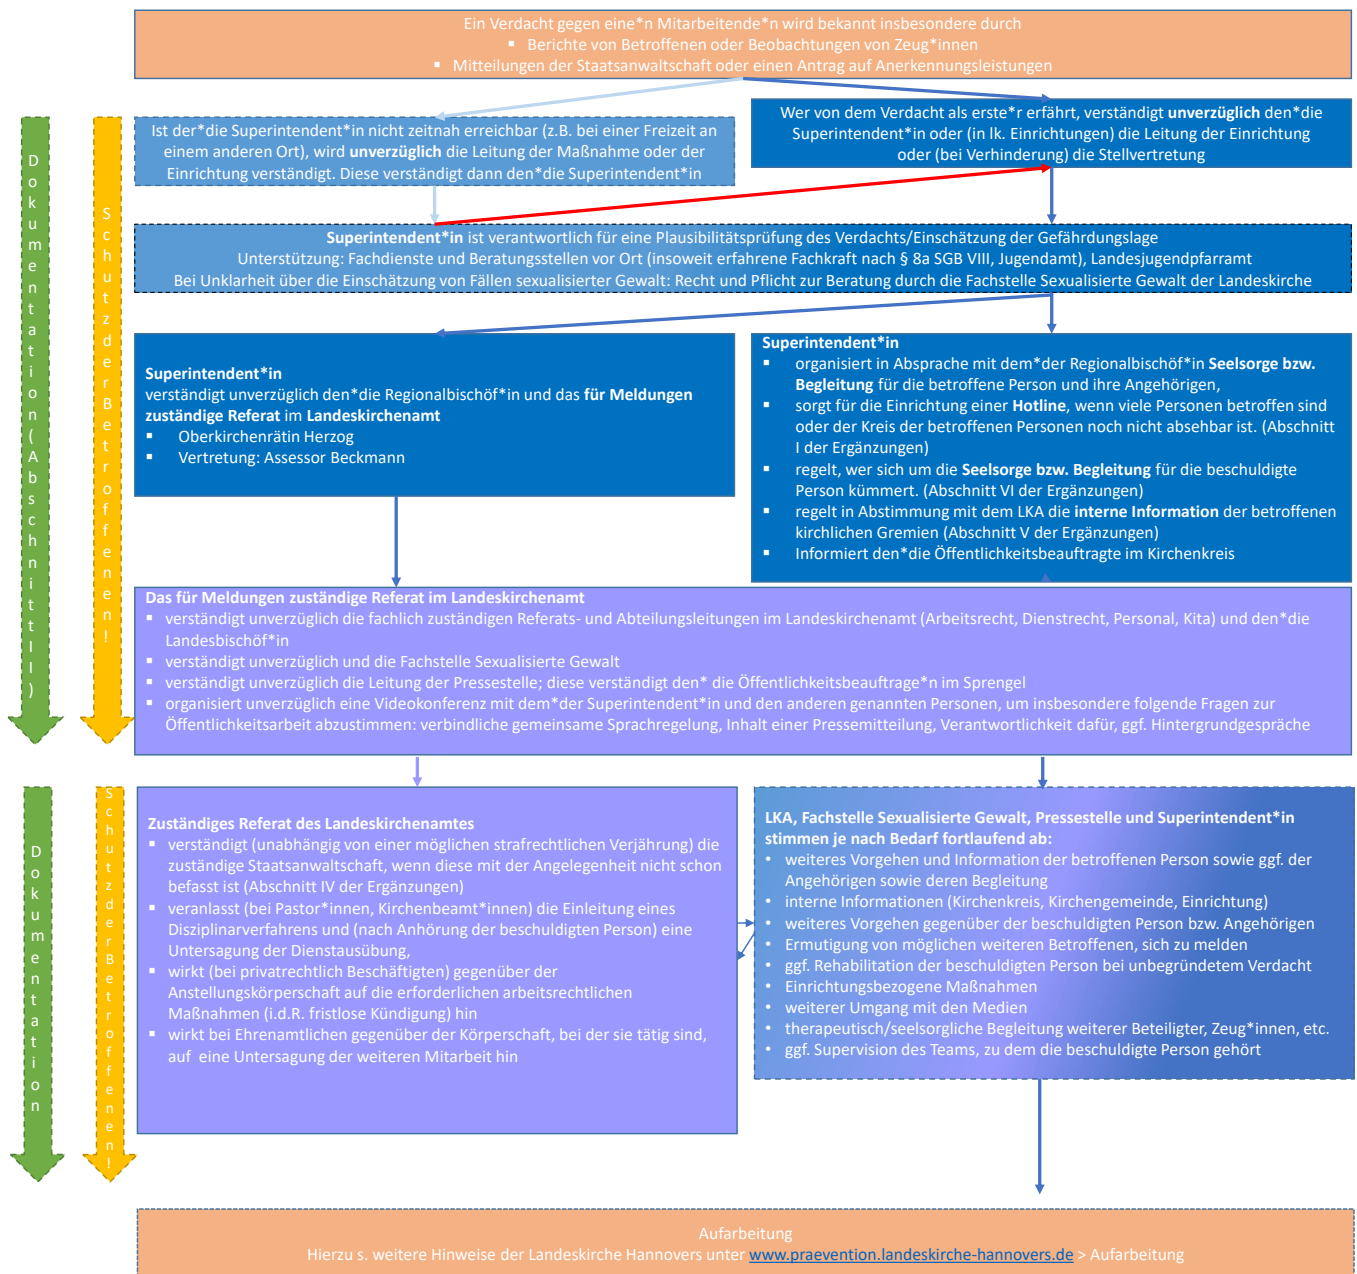 Ein Verdacht gegen eine*n Mitarbeitende*n wird bekannt insbesondere durch
▪ Berichte von Betroffenen oder Beobachtungen von Zeug*innen
▪ Mitteilungen der Staatsanwaltschaft oder einen Antrag auf Anerkennungsleistungen
Ist der*die Superintendent*in nicht zeitnah erreichbar (z.B. bei einer Freizeit an
einem anderen Ort), wird unverzüglich die Leitung der Maßnahme oder der
Einrichtung verständigt. Diese verständigt dann den*die Superintendent*in
Wer von dem Verdacht als erste*r erfährt, verständigt unverzüglich den*die
Superintendent*in oder (in lk. Einrichtungen) die Leitung der Einrichtung
oder (bei Verhinderung) die Stellvertretung
Dokumentation (Abschnitt II)
Schutz der Betroffenen!
Superintendent*in ist verantwortlich für eine Plausibilitätsprüfung des Verdachts/Einschätzung der Gefährdungslage
Unterstützung: Fachdienste und Beratungsstellen vor Ort (insoweit erfahrene Fachkraft nach § 8a SGB VIII, Jugendamt), Landesjugendpfarramt
Bei Unklarheit über die Einschätzung von Fällen sexualisierter Gewalt: Recht und Pflicht zur Beratung durch die Fachstelle Sexualisierte Gewalt der Landeskirche
Superintendent*in
verständigt unverzüglich den*die Regionalbischöf*in und das für Meldungen
zuständige Referat im Landeskirchenamt
▪ Oberkirchenrätin Herzog
▪ Vertretung: Assessor Beckmann
Superintendent*in
▪ organisiert in Absprache mit dem*der Regionalbischöf*in Seelsorge bzw.
Begleitung für die betroffene Person und ihre Angehörigen,
▪ sorgt für die Einrichtung einer Hotline, wenn viele Personen betroffen sind
oder der Kreis der betroffenen Personen noch nicht absehbar ist. (Abschnitt
I der Ergänzungen)
▪ regelt, wer sich um die Seelsorge bzw. Begleitung für die beschuldigte
Person kümmert. (Abschnitt VI der Ergänzungen)
▪ regelt in Abstimmung mit dem LKA die interne Information der betroffenen
kirchlichen Gremien (Abschnitt V der Ergänzungen)
▪ Informiert den*die Öffentlichkeitsbeauftragte im Kirchenkreis
Das für Meldungen zuständige Referat im Landeskirchenamt
▪ verständigt unverzüglich die fachlich zuständigen Referats- und Abteilungsleitungen im Landeskirchenamt (Arbeitsrecht, Dienstrecht, Personal, Kita) und den*die
Landesbischöf*in
▪ verständigt unverzüglich und die Fachstelle Sexualisierte Gewalt
▪ verständigt unverzüglich die Leitung der Pressestelle; diese verständigt den* die Öffentlichkeitsbeauftrage*n im Sprengel
▪ organisiert unverzüglich eine Videokonferenz mit dem*der Superintendent*in und den anderen genannten Personen, um insbesondere folgende Fragen zur
Öffentlichkeitsarbeit abzustimmen: verbindliche gemeinsame Sprachregelung, Inhalt einer Pressemitteilung, Verantwortlichkeit dafür, ggf. Hintergrundgespräche
Dokumentation
Schutz der Betroffenen!
Zuständiges Referat des Landeskirchenamtes
▪ verständigt (unabhängig von einer möglichen strafrechtlichen Verjährung) die
zuständige Staatsanwaltschaft, wenn diese mit der Angelegenheit nicht schon
befasst ist (Abschnitt IV der Ergänzungen)
▪ veranlasst (bei Pastor*innen, Kirchenbeamt*innen) die Einleitung eines
Disziplinarverfahrens und (nach Anhörung der beschuldigten Person) eine
Untersagung der Dienstausübung,
▪ wirkt (bei privatrechtlich Beschäftigten) gegenüber der
Anstellungskörperschaft auf die erforderlichen arbeitsrechtlichen
Maßnahmen (i.d.R. fristlose Kündigung) hin
▪ wirkt bei Ehrenamtlichen gegenüber der Körperschaft, bei der sie tätig sind,
auf eine Untersagung der weiteren Mitarbeit hin
LKA, Fachstelle Sexualisierte Gewalt, Pressestelle und Superintendent*in
stimmen je nach Bedarf fortlaufend ab:
• weiteres Vorgehen und Information der betroffenen Person sowie ggf. der
Angehörigen sowie deren Begleitung
• interne Informationen (Kirchenkreis, Kirchengemeinde, Einrichtung)
• weiteres Vorgehen gegenüber der beschuldigten Person bzw. Angehörigen
• Ermutigung von möglichen weiteren Betroffenen, sich zu melden
• ggf. Rehabilitation der beschuldigten Person bei unbegründetem Verdacht
• Einrichtungsbezogene Maßnahmen
• weiterer Umgang mit den Medien
• therapeutisch/seelsorgliche Begleitung weiterer Beteiligter, Zeug*innen, etc.
• ggf. Supervision des Teams, zu dem die beschuldigte Person gehört
Aufarbeitung
Hierzu s. weitere Hinweise der Landeskirche Hannovers unter www.praevention.landeskirche-hannovers.de > Aufarbeitung